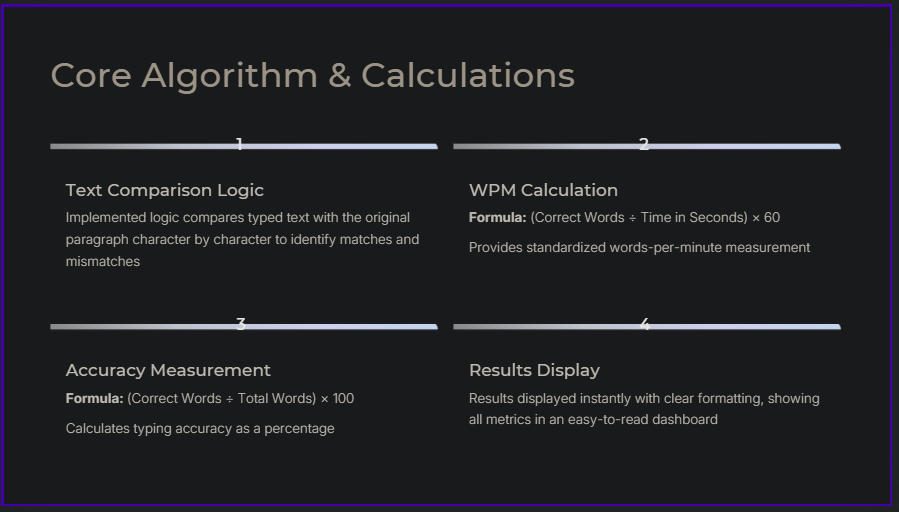 Core Algorithm & Calculations
1
Text Comparison Logic
Implemented logic compares typed text with the original
paragraph character by character to identify matches and
mismatches
2
WPM Calculation
Formula: (Correct Words ÷ Time in Seconds) × 60
Provides standardized words-per-minute measurement
3
Accuracy Measurement
Formula: (Correct Words ÷ Total Words) × 100
Calculates typing accuracy as a percentage
4
Results Display
Results displayed instantly with clear formatting, showing
all metrics in an easy-to-read dashboard